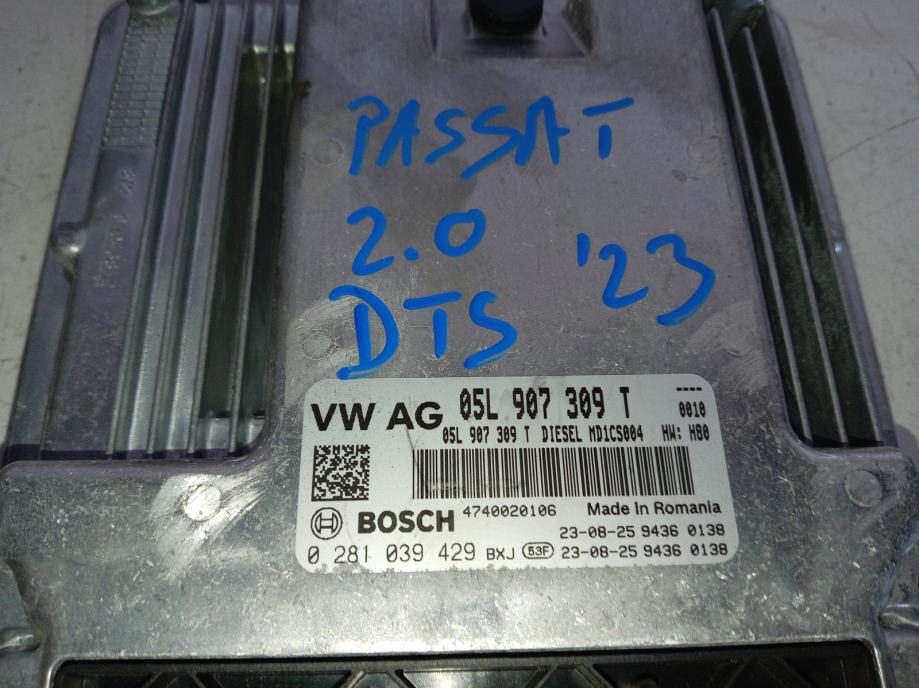 PASSAT
2.0 '23
DTS
VW AG 05L 907 309 T 0010
05L 907 309 T DIESEL MD1CS004 HW: H80
4740020106 Made In Romania
BOSCH 23-08-25 9436 0138
0 281 039 429 BXJ 53F 23-08-25 9436 0138